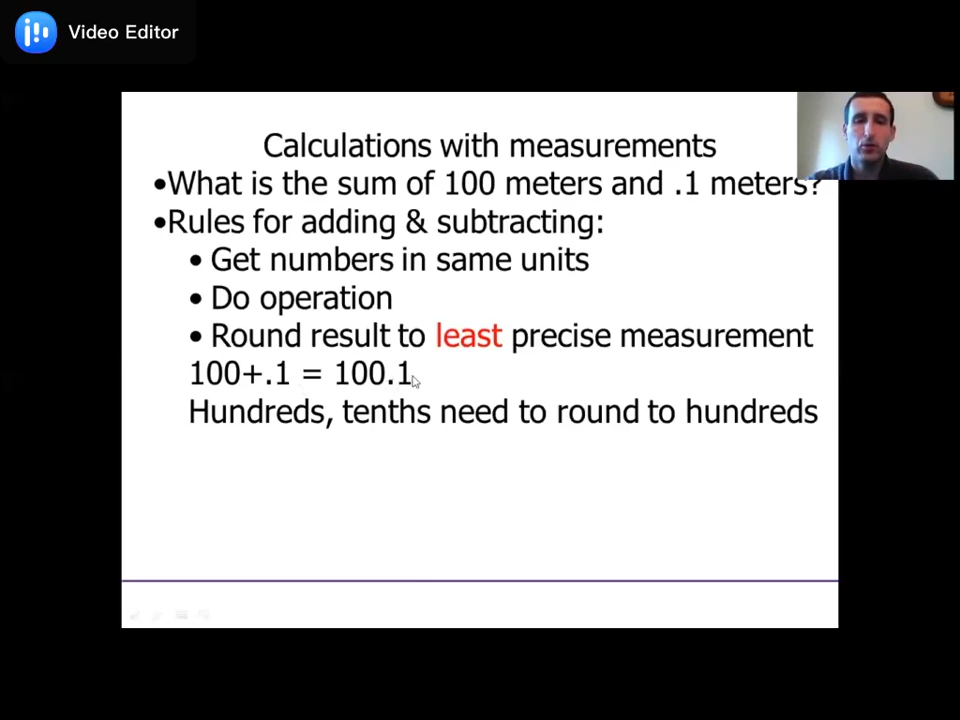 Video Editor
Calculations with measurements
•What is the sum of 100 meters and .1 meters?
•Rules for adding & subtracting:
• Get numbers in same units
• Do operation
• Round result to least precise measurement
100+.1 = 100.1
Hundreds, tenths need to round to hundreds